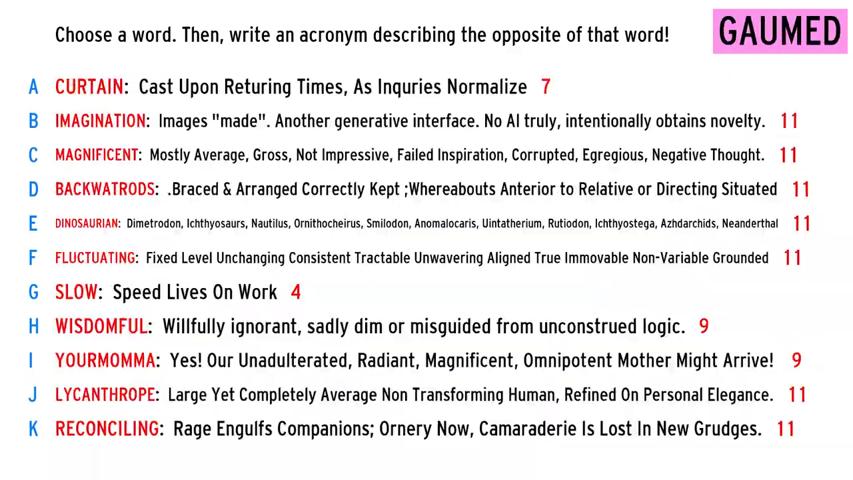 Choose a word. Then, write an acronym describing the opposite of that word!
GAUMED
A CURTAIN: Cast Upon Returing Times, As Inquries Normalize 7
B IMAGINATION: Images "made". Another generative interface. No AI truly, intentionally obtains novelty. 11
C MAGNIFICENT: Mostly Average, Gross, Not Impressive, Failed Inspiration, Corrupted, Egregious, Negative Thought. 11
D BACKWATRODS: .Braced & Arranged Correctly Kept ;Whereabouts Anterior to Relative or Directing Situated 11
E DINOSAURIAN: Dimetrodon, Ichthyosaurs, Nautilus, Ornithocheirus, Smilodon, Anomalocaris, Uintatherium, Rutiodon, Ichthyostega, Azhdarchids, Neanderthal 11
F FLUCTUATING: Fixed Level Unchanging Consistent Tractable Unwavering Aligned True Immovable Non-Variable Grounded 11
G SLOW: Speed Lives On Work 4
H WISDOMFUL: Willfully ignorant, sadly dim or misguided from unconstrued logic. 9
I YOURMOMMA: Yes! Our Unadulterated, Radiant, Magnificent, Omnipotent Mother Might Arrive! 9
J LYCANTHROPE: Large Yet Completely Average Non Transforming Human, Refined On Personal Elegance. 11
K RECONCILING: Rage Engulfs Companions; Ornery Now, Camaraderie Is Lost In New Grudges. 11